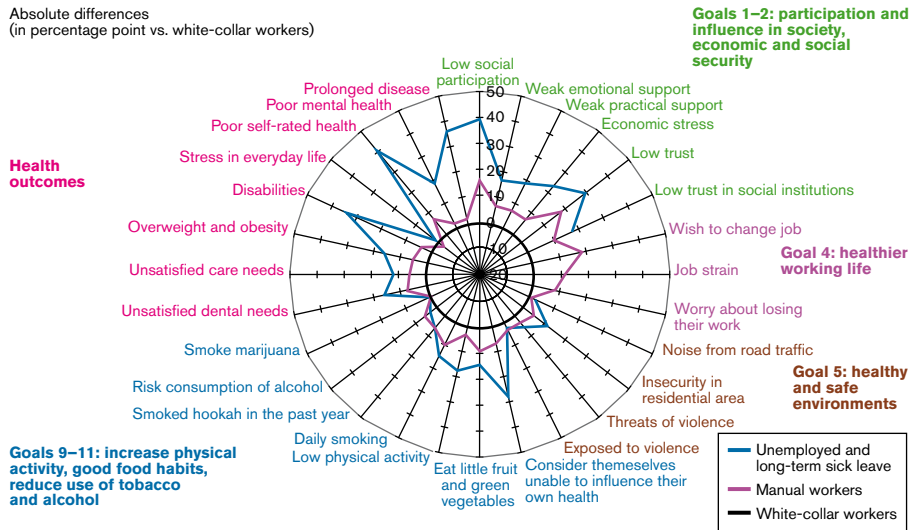 Absolute differences
(in percentage point vs. white-collar workers)
Goals 1–2: participation and
influence in society,
economic and social
security
Low social
participation
Weak emotional support
Weak practical support
Economic stress
Low trust
Low trust in social institutions
Wish to change job
Job strain
Goal 4: healthier
working life
Worry about losing
their work
Noise from road traffic
Goal 5: healthy
and safe
environments
Insecurity in
residential area
Threats of violence
Exposed to violence
Consider themeselves
unable to influence their
own health
Eat little fruit
and green
vegetables
Low physical activity
Daily smoking
Smoked hookah in the past year
Risk consumption of alcohol
Smoke marijuana
Goals 9–11: increase physical
activity, good food habits,
reduce use of tobacco
and alcohol
Unsatisfied dental needs
Unsatisfied care needs
Overweight and obesity
Disabilities
Stress in everyday life
Poor self-rated health
Poor mental health
Prolonged disease
Health
outcomes
50
40
30
20
10
0
Unemployed and
long-term sick leave
Manual workers
White-collar workers